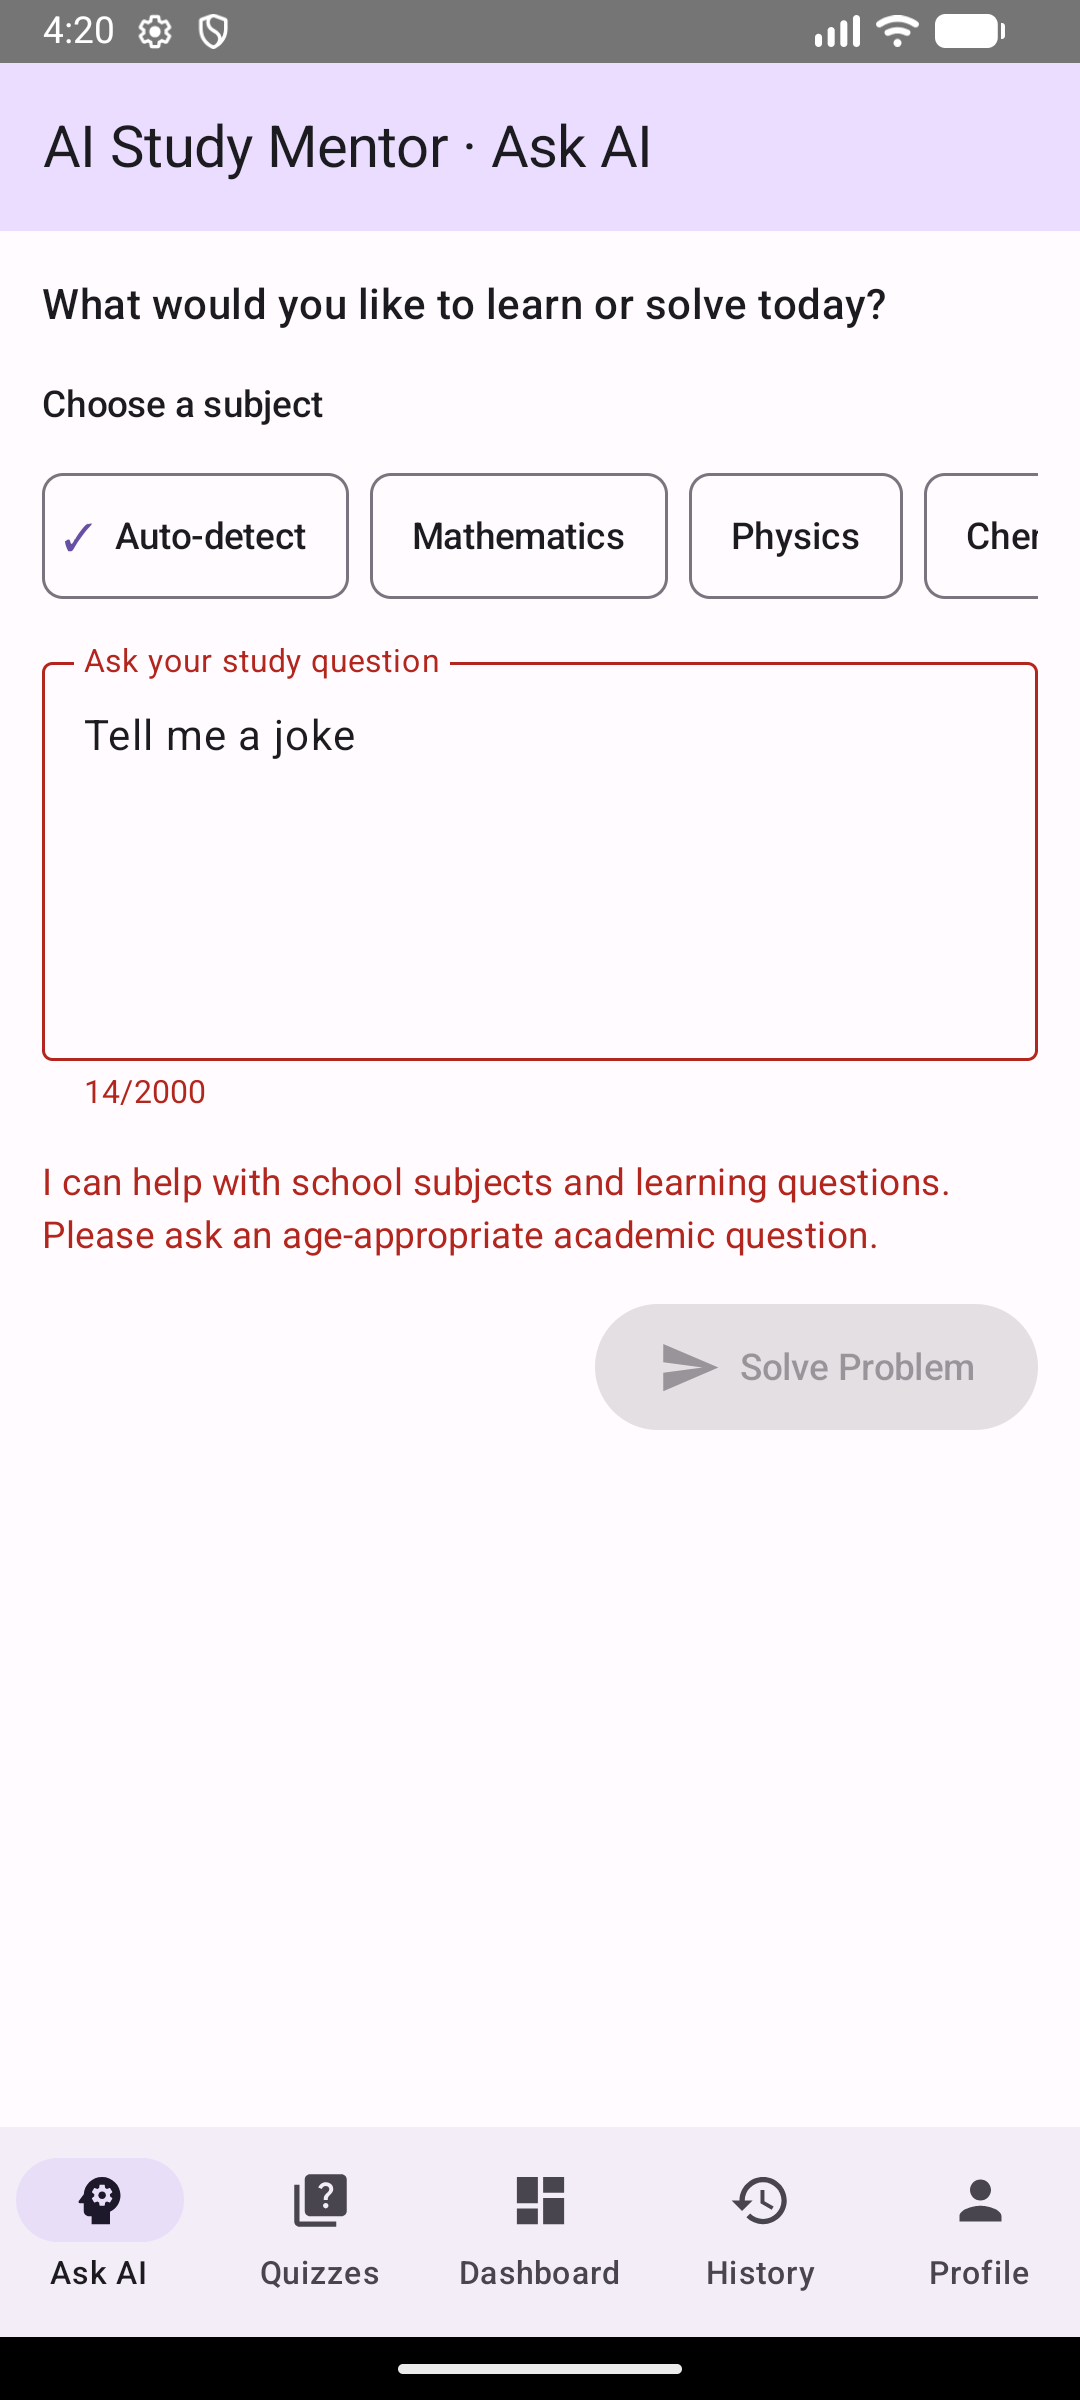 4:20
AI Study Mentor · Ask AI
What would you like to learn or solve today?
Choose a subject
✓ Auto-detect
Mathematics
Physics
Cher
Ask your study question
Tell me a joke
14/2000
I can help with school subjects and learning questions.
Please ask an age-appropriate academic question.
Solve Problem
Ask AI
Quizzes
Dashboard
History
Profile